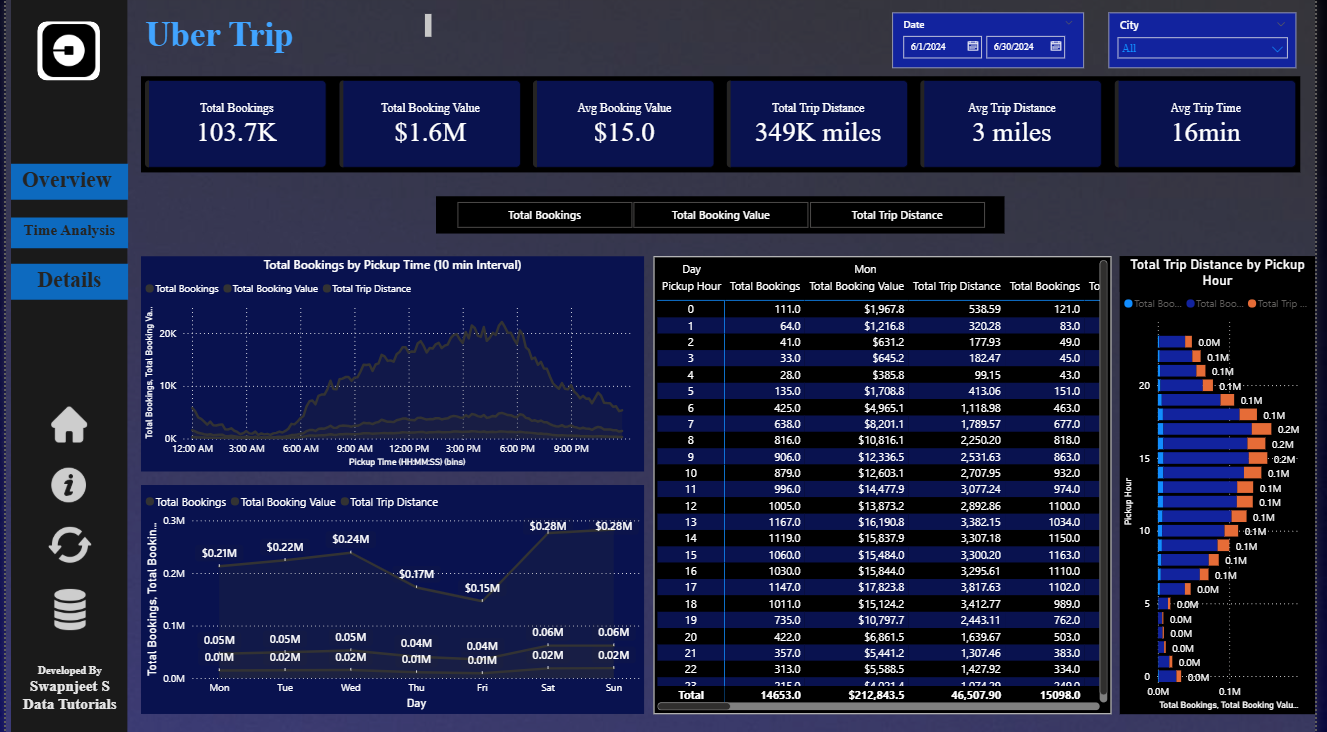 Uber Trip
Date
6/1/2024 6/30/2024
City
All
Total Bookings
103.7K
Total Booking Value
$1.6M
Avg Booking Value
$15.0
Total Trip Distance
349K miles
Avg Trip Distance
3 miles
Avg Trip Time
16min
Overview
Time Analysis
Details
Developed By
Swapnjeet S
Data Tutorials
Total Bookings Total Booking Value Total Trip Distance
Total Bookings by Pickup Time (10 min Interval)
Total Bookings Total Booking Value Total Trip Distance
Total Bookings, Total Booking Va...
20K
10K
0K
12:00 AM 3:00 AM 6:00 AM 9:00 AM 12:00 PM 3:00 PM 6:00 PM 9:00 PM
Pickup Time (HH:MM:SS) (bins)
Total Bookings Total Booking Value Total Trip Distance
Total Bookings, Total Bookin...
0.3M
0.2M
0.1M
0.0M
$0.21M $0.22M $0.24M $0.17M $0.15M $0.28M $0.28M
0.05M 0.05M 0.05M 0.04M 0.04M 0.06M 0.06M
0.01M 0.02M 0.02M 0.01M 0.01M 0.02M 0.02M
Mon Tue Wed Thu Fri Sat Sun
Day
Day Mon
Pickup Hour Total Bookings Total Booking Value Total Trip Distance Total Bookings To
0 111.0 $1,967.8 538.59 121.0
1 64.0 $1,216.8 320.28 83.0
2 41.0 $631.2 177.93 49.0
3 33.0 $645.2 182.47 45.0
4 28.0 $385.8 99.15 43.0
5 135.0 $1,708.8 413.06 151.0
6 425.0 $4,965.1 1,118.98 463.0
7 638.0 $8,201.1 1,789.57 677.0
8 816.0 $10,816.1 2,250.20 818.0
9 906.0 $12,336.5 2,531.63 863.0
10 879.0 $12,603.1 2,707.95 932.0
11 996.0 $14,477.9 3,077.24 974.0
12 1005.0 $13,873.2 2,892.86 1100.0
13 1167.0 $16,190.8 3,382.15 1034.0
14 1119.0 $15,837.9 3,307.18 1150.0
15 1060.0 $15,484.0 3,300.20 1163.0
16 1030.0 $15,844.0 3,295.61 1110.0
17 1147.0 $17,823.8 3,817.63 1102.0
18 1011.0 $15,124.2 3,412.77 989.0
19 735.0 $10,797.7 2,443.11 762.0
20 422.0 $6,861.5 1,639.67 503.0
21 357.0 $5,441.2 1,307.46 383.0
22 313.0 $5,588.5 1,427.92 334.0
Total 14653.0 $212,843.5 46,507.90 15098.0
Total Trip Distance by Pickup
Hour
Total Boo... Total Boo... Total Trip ...
Pickup Hour
0.0M
0.1M
0.1M
20 0.1M
0.1M
0.1M
0.2M
0.2M
15 0.2M
0.1M
0.1M
0.1M
0.1M
10 0.1M
0.1M
0.1M
0.1M
0.0M
5 0.0M
0.0M
0.0M
0.0M
0.0M
0 0.0M
0.0M 0.1M
Total Bookings, Total Booking Valu...